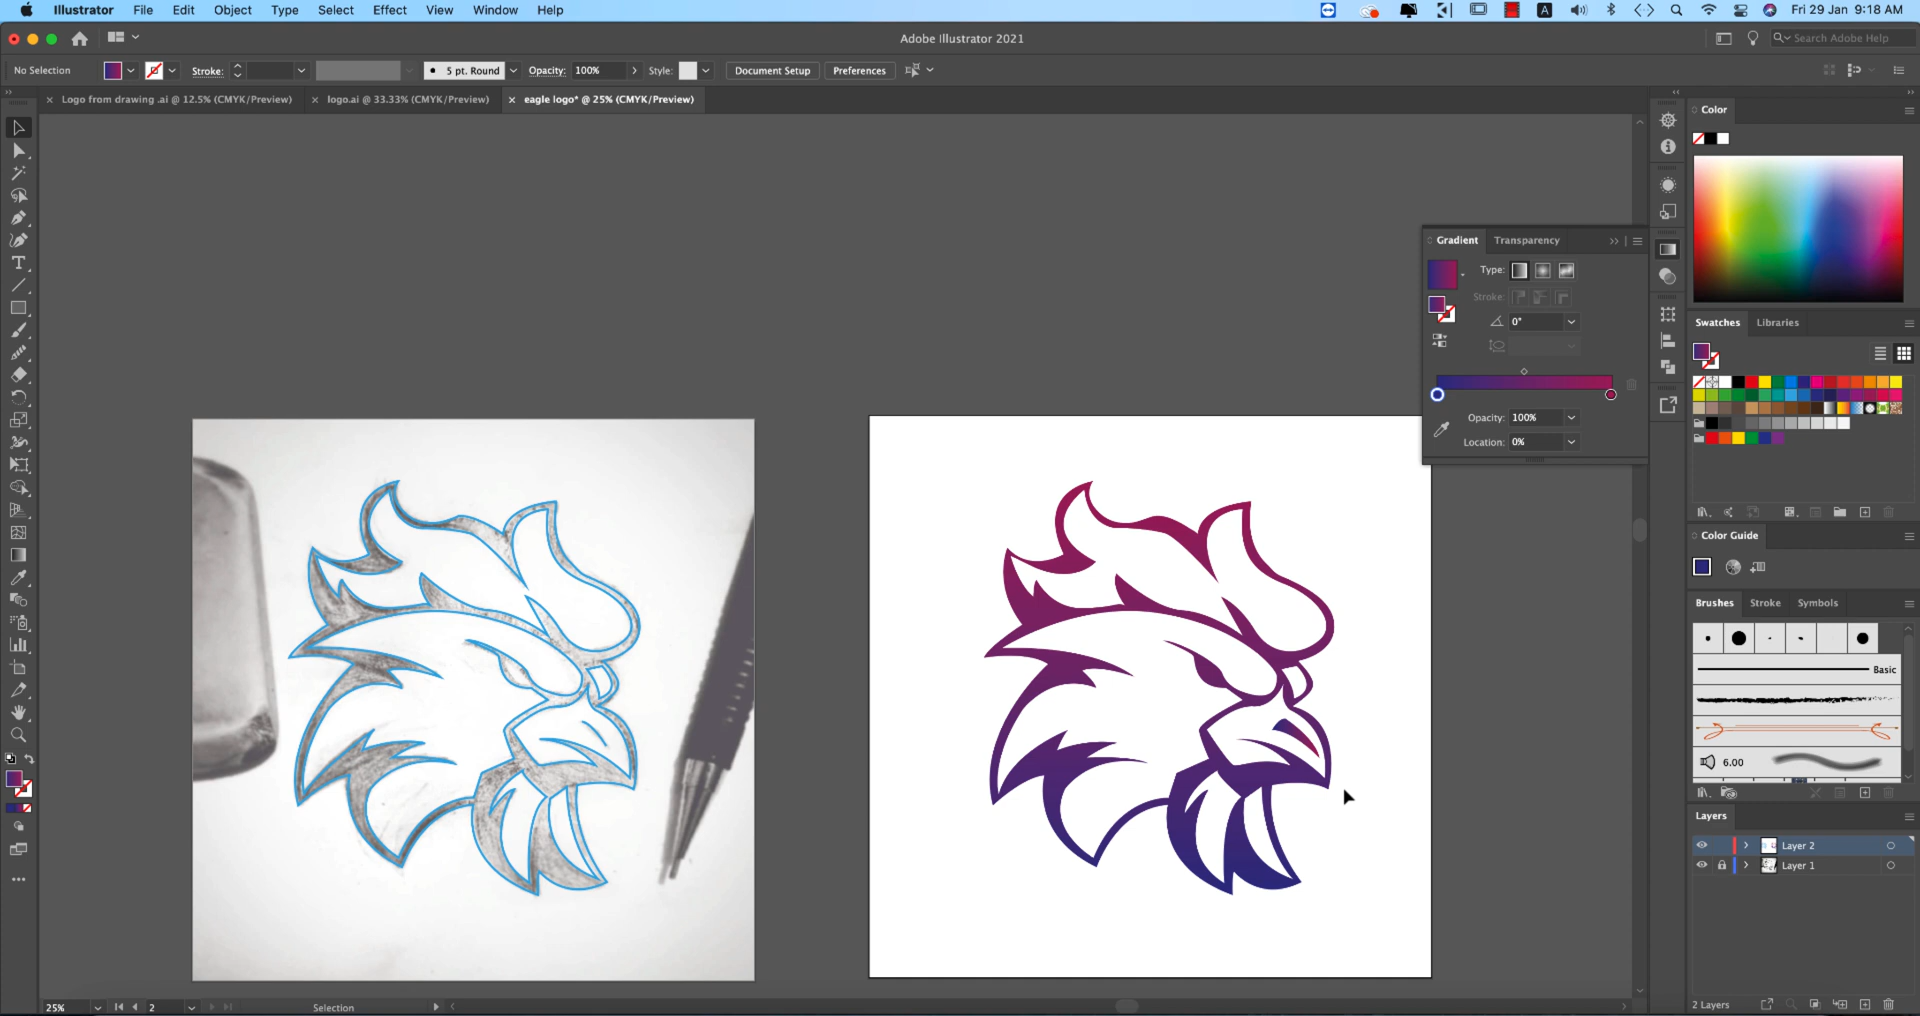 Illustrator File Edit Object Type Select Effect View Window Help A Fri 29 Jan 9:18 AM
Adobe Illustrator 2021 Search Adobe Help
No Selection Stroke: 5 pt. Round Opacity: 100% Style: Document Setup Preferences
Logo from drawing .ai @ 12.5% (CMYK/Preview) logo.ai @ 33.33% (CMYK/Preview) eagle logo* @ 25% (CMYK/Preview)
Color
Gradient Transparency
Type:
Stroke:
0°
Opacity: 100%
Location: 0%
Swatches Libraries
Color Guide
Brushes Stroke Symbols
Basic
6.00
Layers
Layer 2
Layer 1
2 Layers
25% 2 Selection